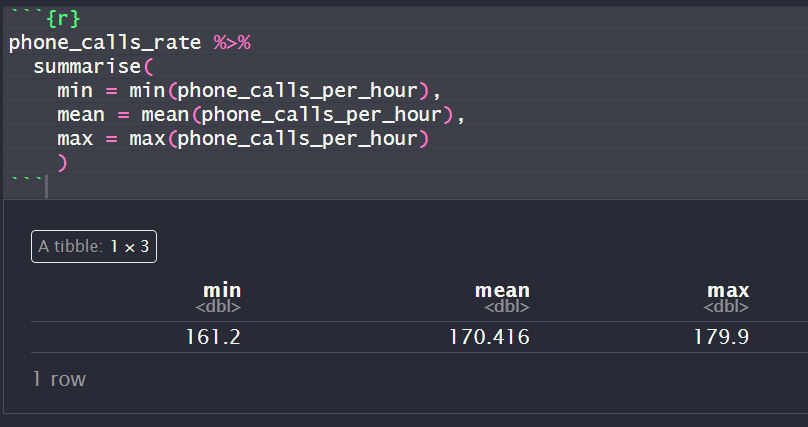 ```{r}
phone_calls_rate %>%
  summarise(
    min = min(phone_calls_per_hour),
    mean = mean(phone_calls_per_hour),
    max = max(phone_calls_per_hour)
    )
```
A tibble: 1 × 3
min mean max
<dbl> <dbl> <dbl>
161.2 170.416 179.9
1 row